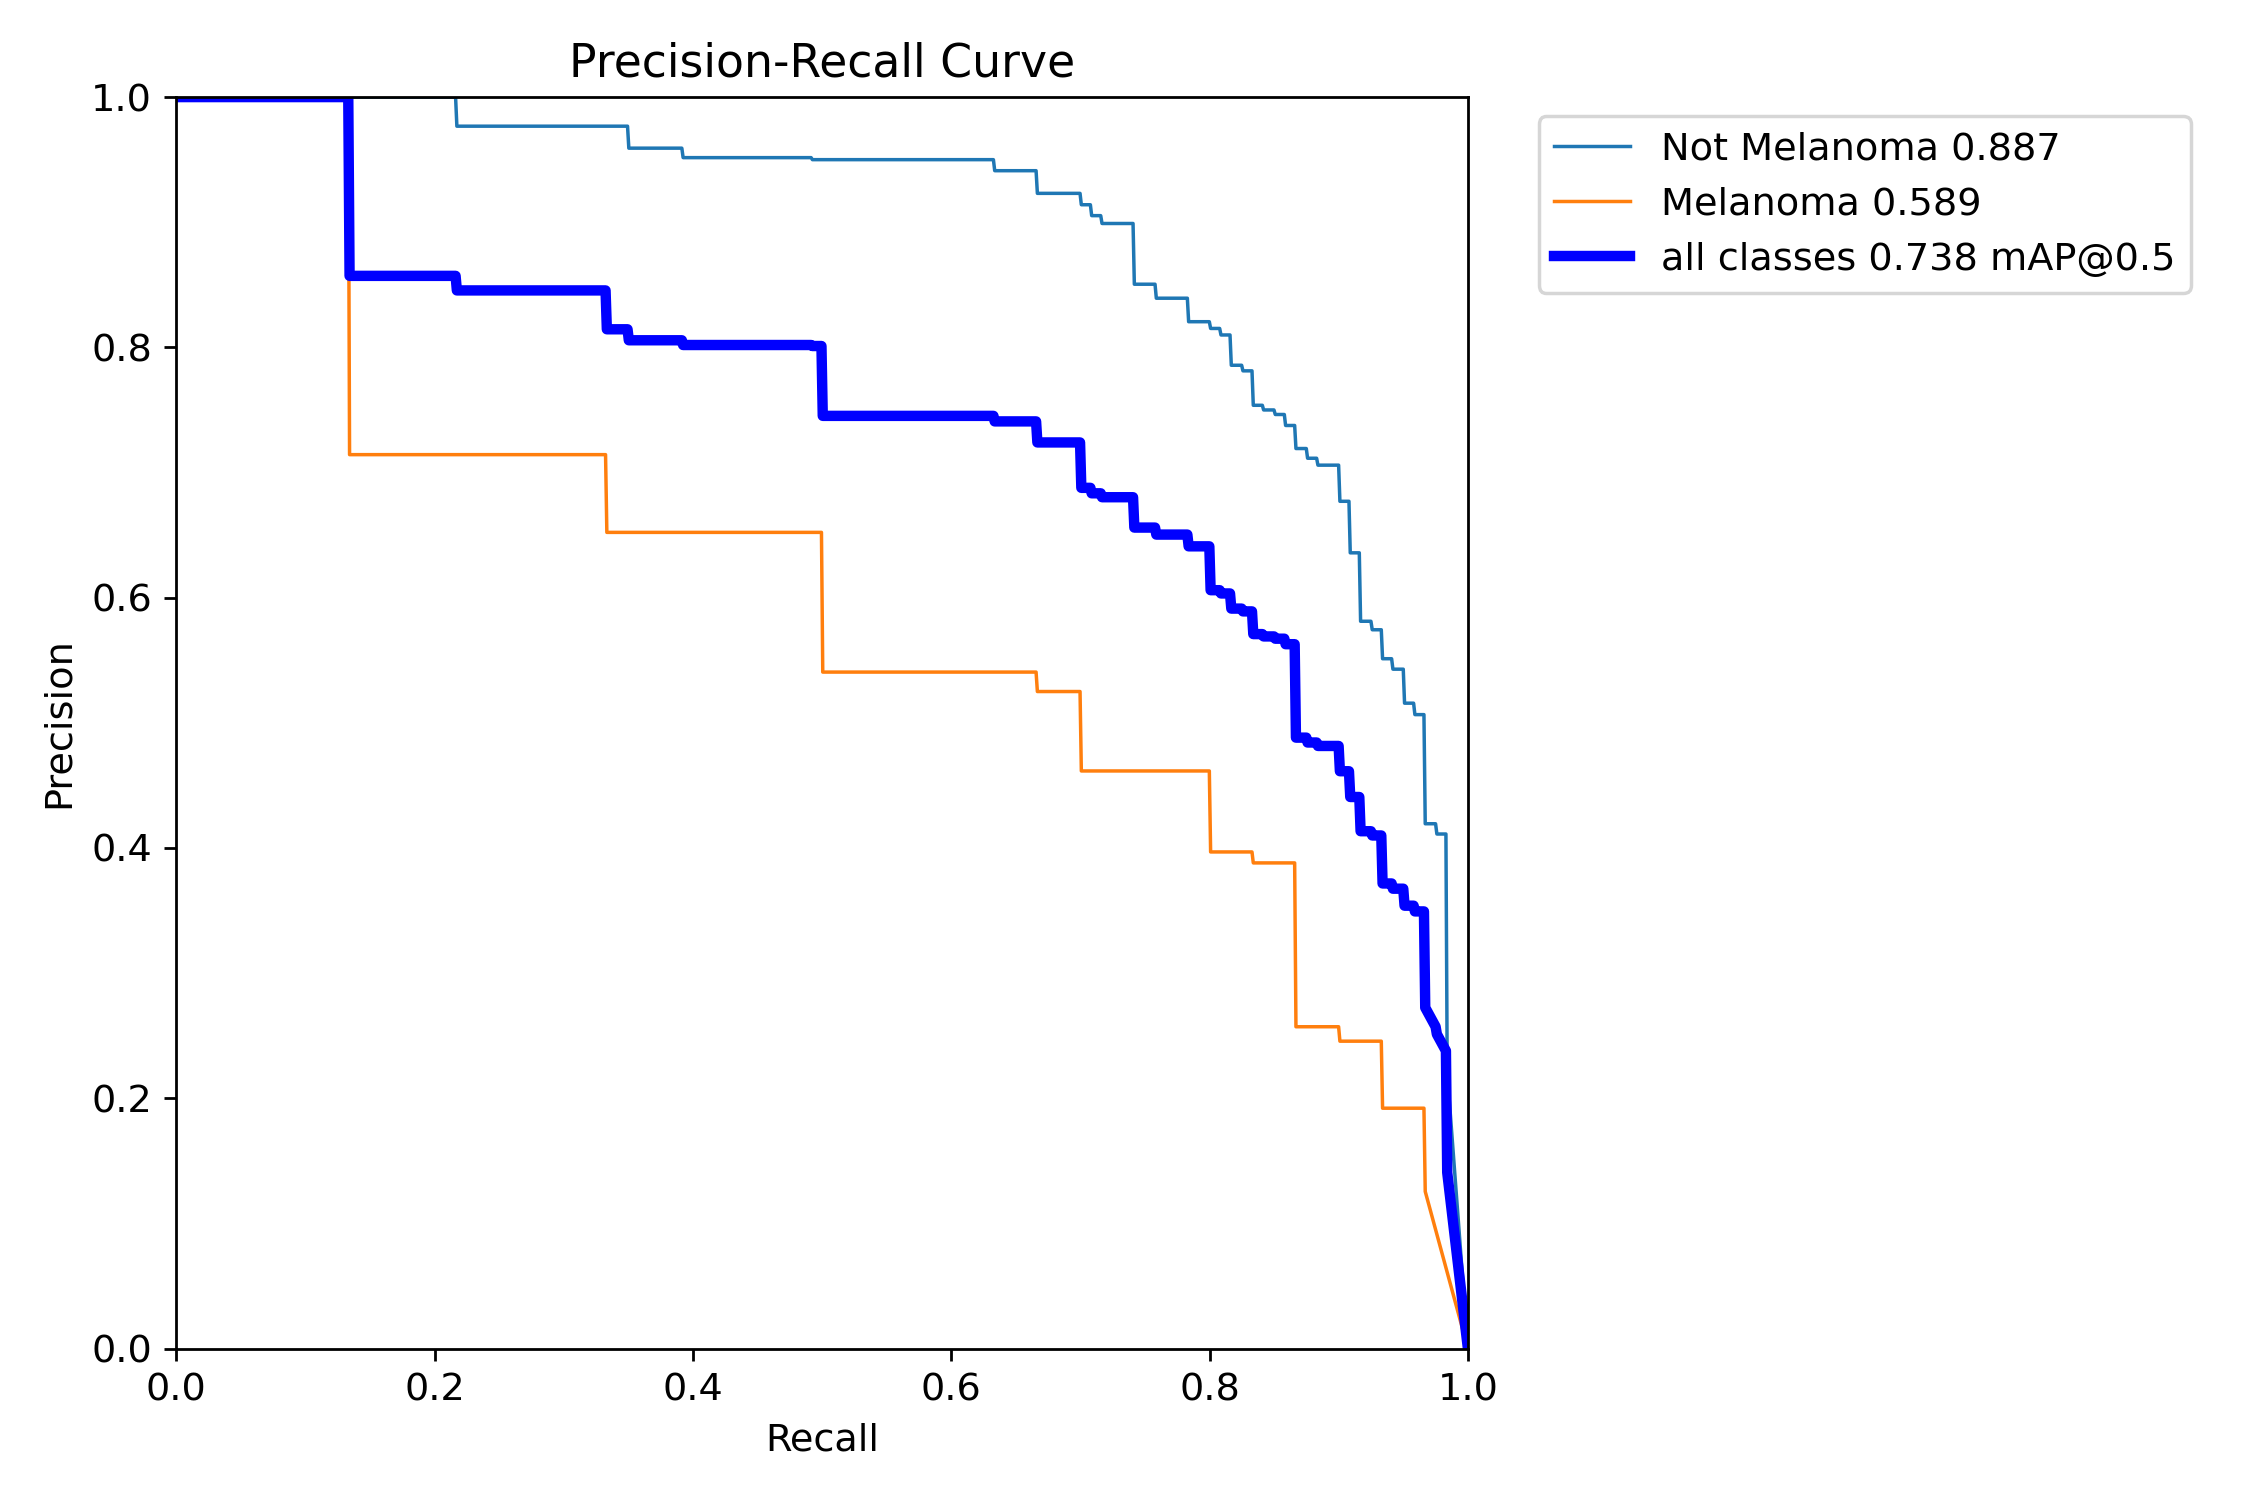 Precision-Recall Curve
1.0
0.8
0.6
0.4
0.2
0.0
Precision
0.0 0.2 0.4 0.6 0.8 1.0
Recall
Not Melanoma 0.887
Melanoma 0.589
all classes 0.738 mAP@0.5